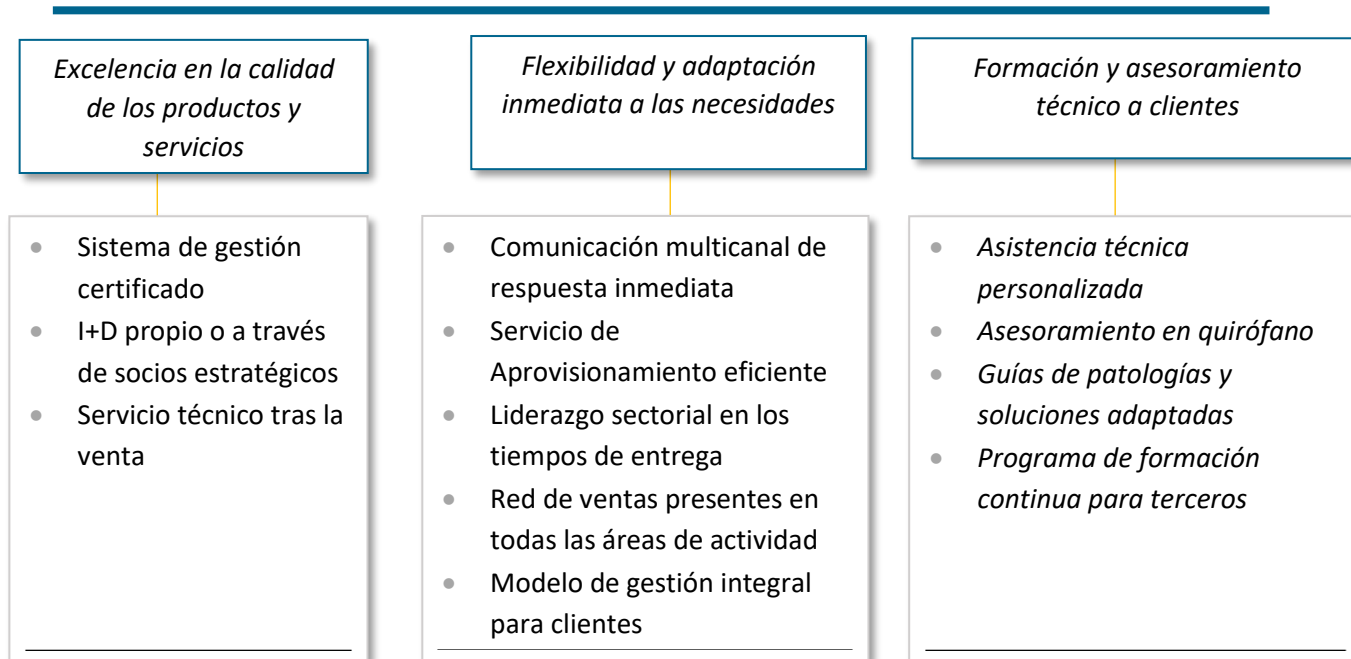 Excelencia en la calidad
de los productos y
servicios
Flexibilidad y adaptación
inmediata a las necesidades
Formación y asesoramiento
técnico a clientes
Sistema de gestión
certificado
I+D propio o a través
de socios estratégicos
Servicio técnico tras la
venta
Comunicación multicanal de
respuesta inmediata
Servicio de
Aprovisionamiento eficiente
Liderazgo sectorial en los
tiempos de entrega
Red de ventas presentes en
todas las áreas de actividad
Modelo de gestión integral
para clientes
Asistencia técnica
personalizada
Asesoramiento en quirófano
Guías de patologías y
soluciones adaptadas
Programa de formación
continua para terceros